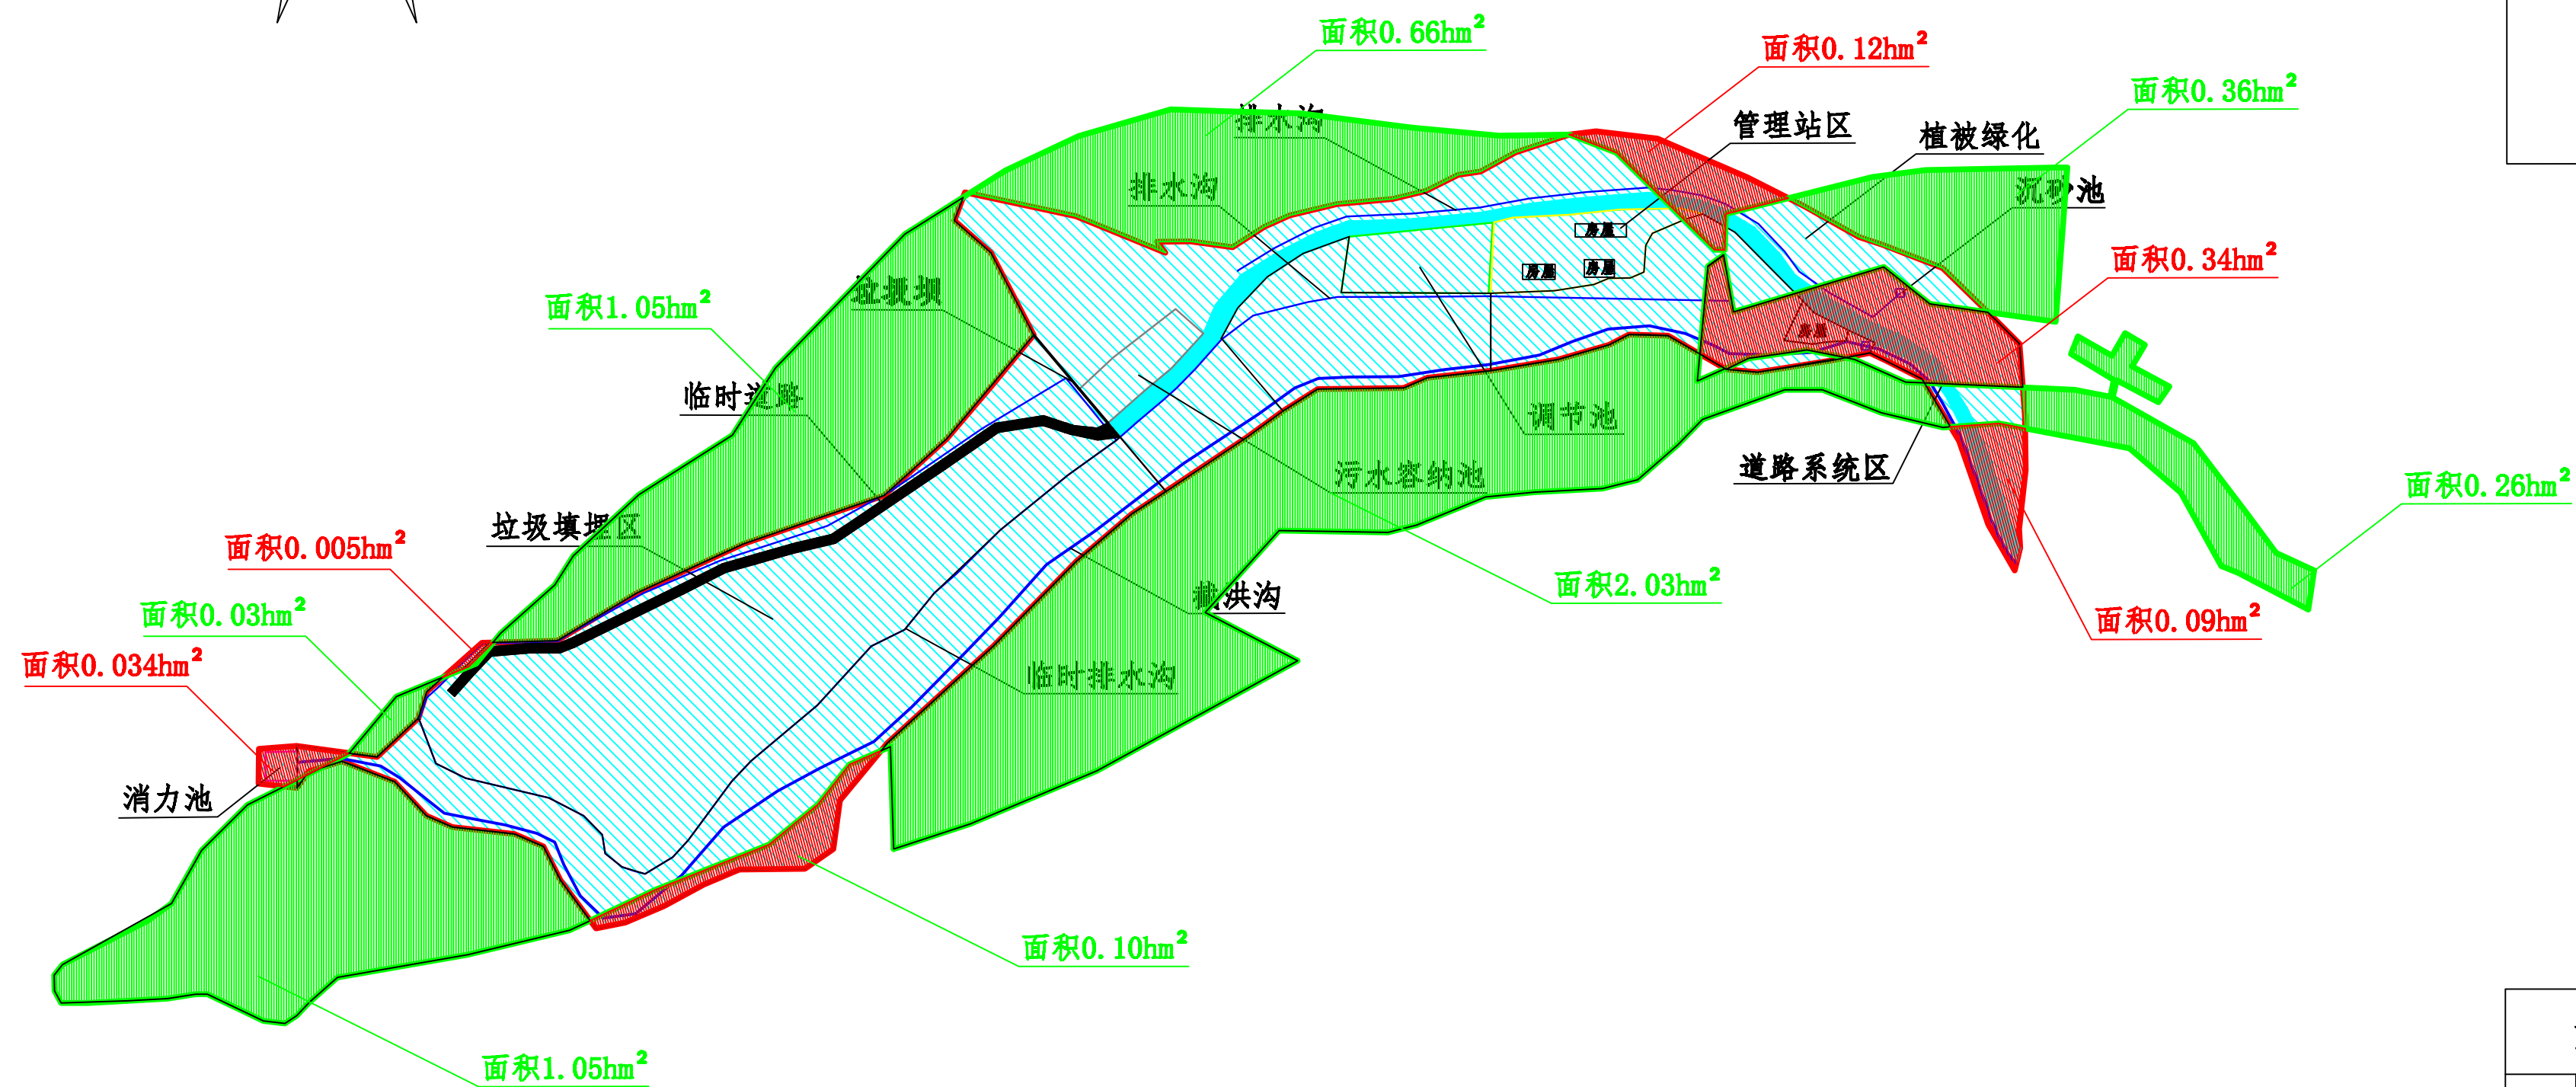 面积0.66hm²
面积0.12hm²
面积0.36hm²
排水沟
管理站区
植被绿化
排水沟
沉砂池
房屋
房屋
房屋
面积0.34hm²
垃圾坝
面积1.05hm²
房屋
临时道路
调节池
道路系统区
污水容纳池
面积0.26hm²
垃圾填埋区
面积0.005hm²
面积2.03hm²
截洪沟
面积0.03hm²
面积0.09hm²
面积0.034hm²
临时排水沟
消力池
面积0.10hm²
面积1.05hm²